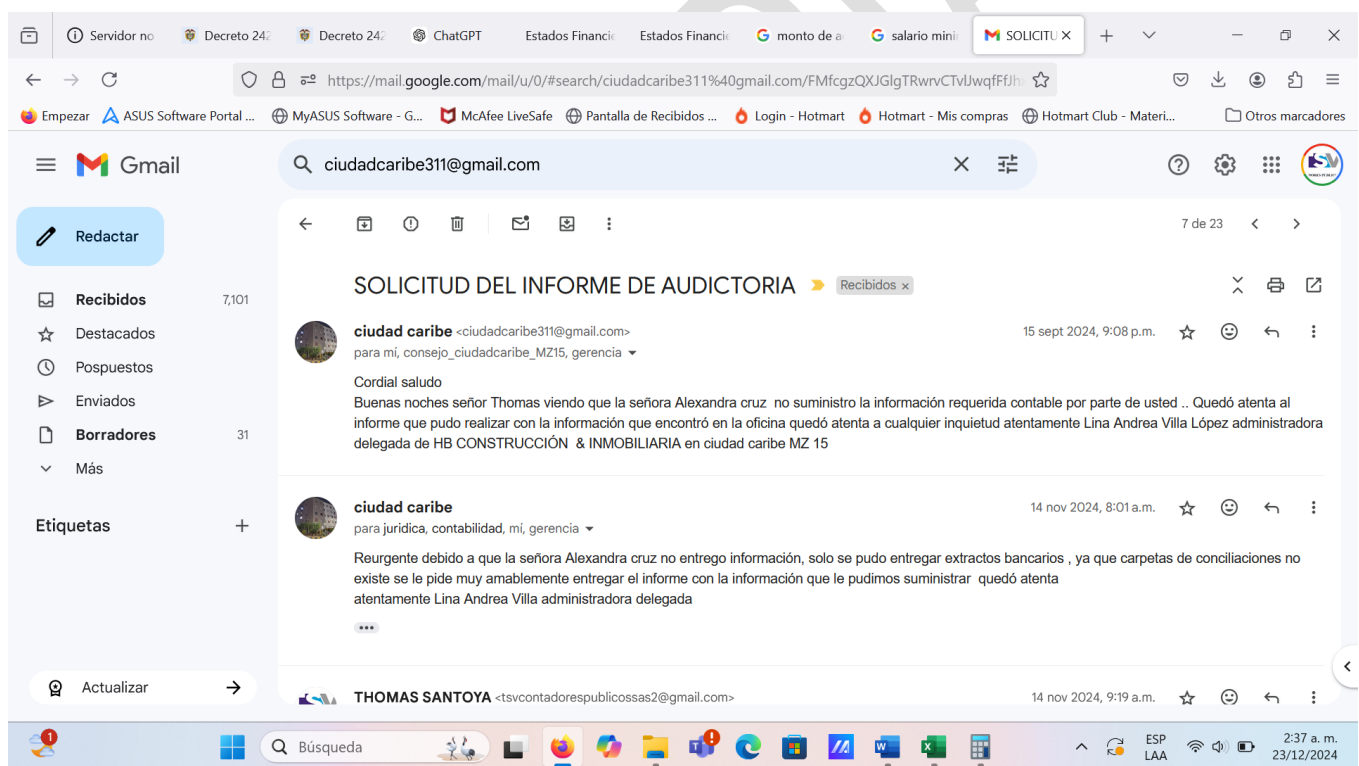 Servidor no
Decreto 242
Decreto 242
ChatGPT
Estados Financie
Estados Financie
monto de a
salario minir
SOLICITU
https://mail.google.com/mail/u/0/#search/ciudadcaribe311%40gmail.com/FMfcgzQXJGlgTRwrvCTvlJwqfFfJh
Empezar
ASUS Software Portal ...
MyASUS Software - G...
McAfee LiveSafe
Pantalla de Recibidos ...
Login - Hotmart
Hotmart - Mis compras
Hotmart Club - Materi...
Otros marcadores
Gmail
ciudadcaribe311@gmail.com
Redactar
7 de 23
Recibidos 7,101
Destacados
Pospuestos
Enviados
Borradores 31
Más
Etiquetas +
Actualizar
SOLICITUD DEL INFORME DE AUDICTORIA
Recibidos x
ciudad caribe <ciudadcaribe311@gmail.com>
15 sept 2024, 9:08 p.m.
para mí, consejo_ciudadcaribe_MZ15, gerencia
Cordial saludo
Buenas noches señor Thomas viendo que la señora Alexandra cruz no suministro la información requerida contable por parte de usted .. Quedó atenta al
informe que pudo realizar con la información que encontró en la oficina quedó atenta a cualquier inquietud atentamente Lina Andrea Villa López administradora
delegada de HB CONSTRUCCIÓN & INMOBILIARIA en ciudad caribe MZ 15
ciudad caribe
14 nov 2024, 8:01 a.m.
para juridica, contabilidad, mí, gerencia
Reurgente debido a que la señora Alexandra cruz no entrego información, solo se pudo entregar extractos bancarios , ya que carpetas de conciliaciones no
existe se le pide muy amablemente entregar el informe con la información que le pudimos suministrar quedó atenta
atentamente Lina Andrea Villa administradora delegada
THOMAS SANTOYA <tsvcontadorespublicossas2@gmail.com>
14 nov 2024, 9:19 a.m.
1
Búsqueda
ESP
LAA
2:37 a. m.
23/12/2024